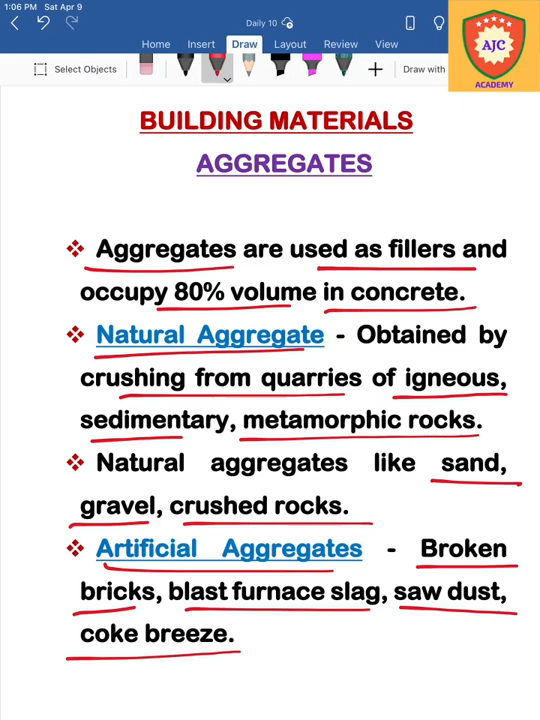 1:06 PM Sat Apr 9
Daily 10
Home Insert Draw Layout Review View
Select Objects Draw with
AJC
ACADEMY
BUILDING MATERIALS
AGGREGATES
❖ Aggregates are used as fillers and
occupy 80% volume in concrete.
❖ Natural Aggregate - Obtained by
crushing from quarries of igneous,
sedimentary, metamorphic rocks.
❖ Natural aggregates like sand,
gravel, crushed rocks.
❖ Artificial Aggregates - Broken
bricks, blast furnace slag, saw dust,
coke breeze.